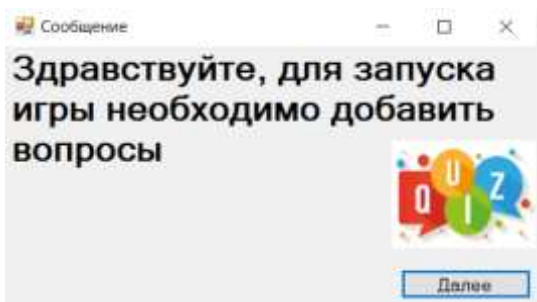 Сообщение
Здравствуйте, для запуска
игры необходимо добавить
вопросы
QUIZ
Далее